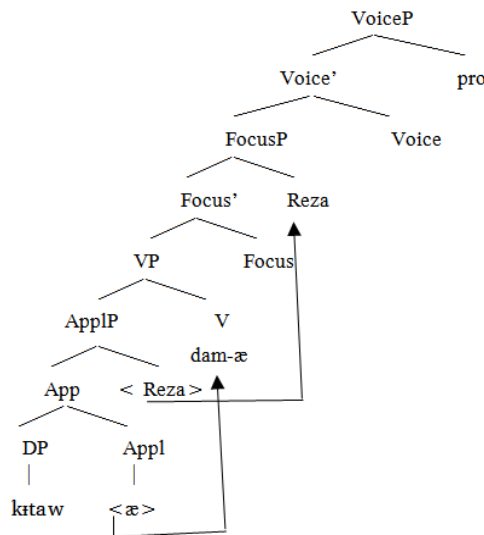 VoiceP
Voice’ pro
FocusP Voice
Focus’ Reza
VP Focus
ApplP V
dam-æ
App < Reza >
DP Appl
kɪtaw <æ>